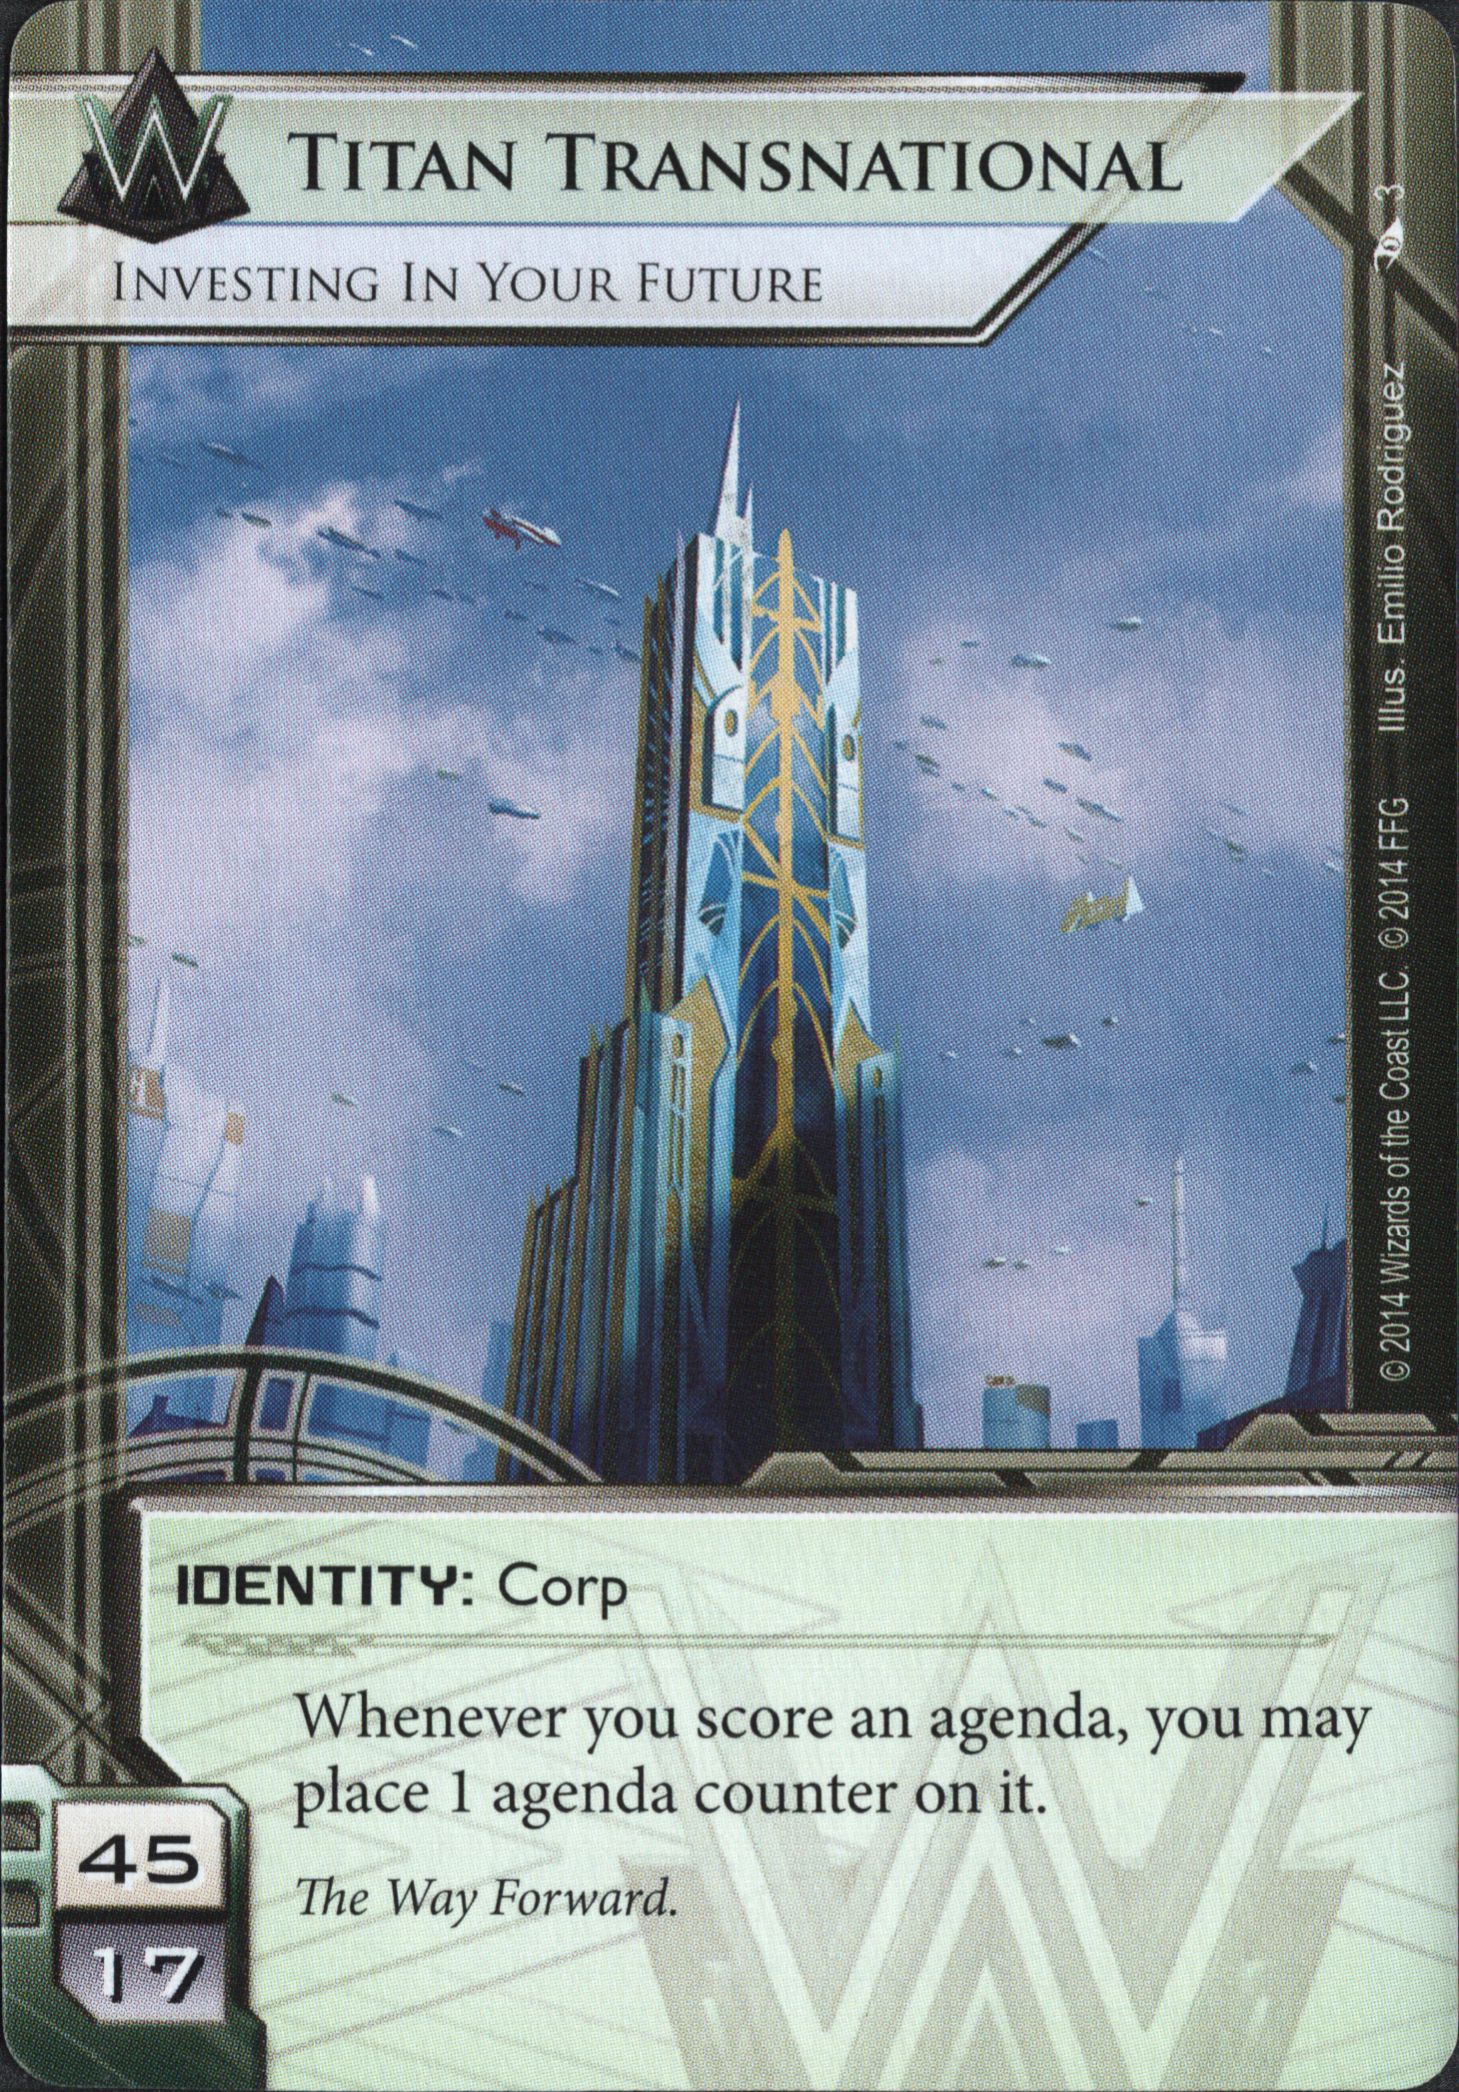 TITAN TRANSNATIONAL
INVESTING IN YOUR FUTURE
3
Illus. Emilio Rodriguez
© 2014 Wizards of the Coast LLC. © 2014 FFG
IDENTITY: Corp
Whenever you score an agenda, you may
place 1 agenda counter on it.
The Way Forward.
45
17